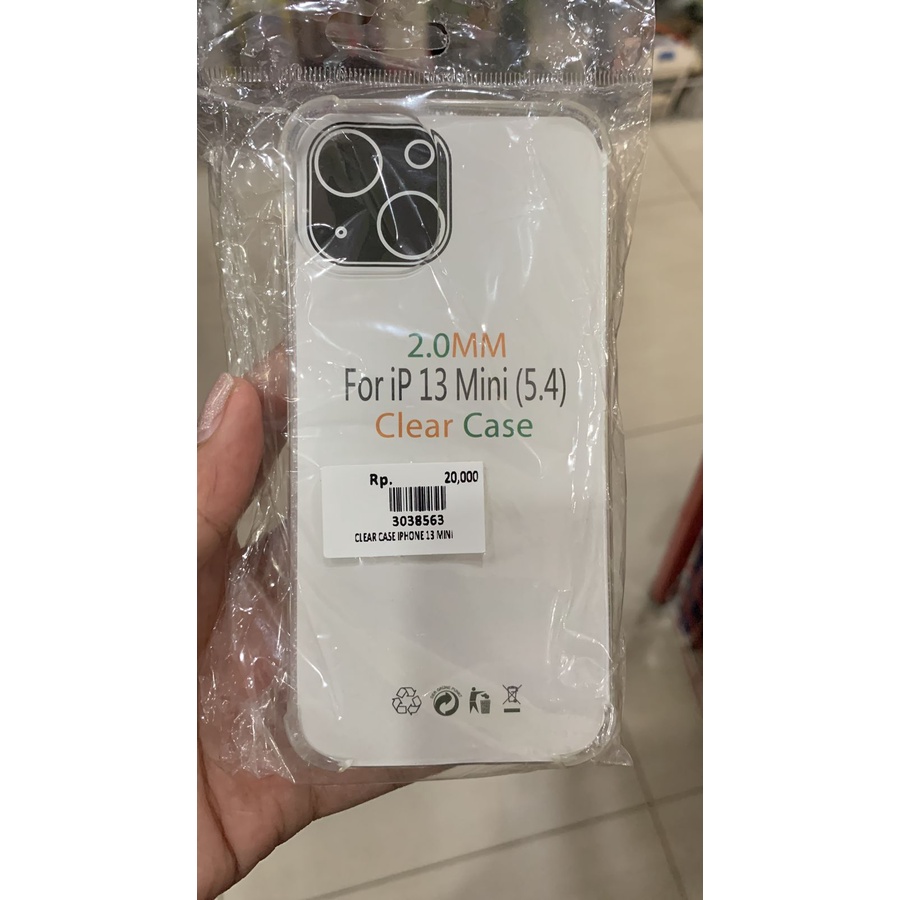 2.0MM
For iP 13 Mini (5.4)
Clear Case
Rp. 20,000
3038563
CLEAR CASE IPHONE 13 MINI